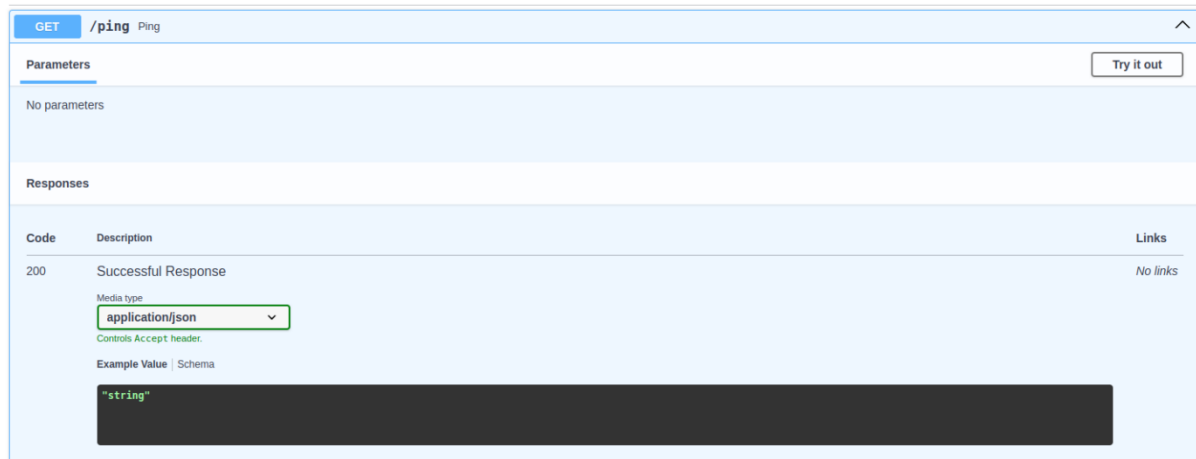 GET /ping Ping
Parameters
Try it out
No parameters
Responses
Code Description Links
200 Successful Response No links
Media type
application/json
Controls Accept header.
Example Value Schema
"string"